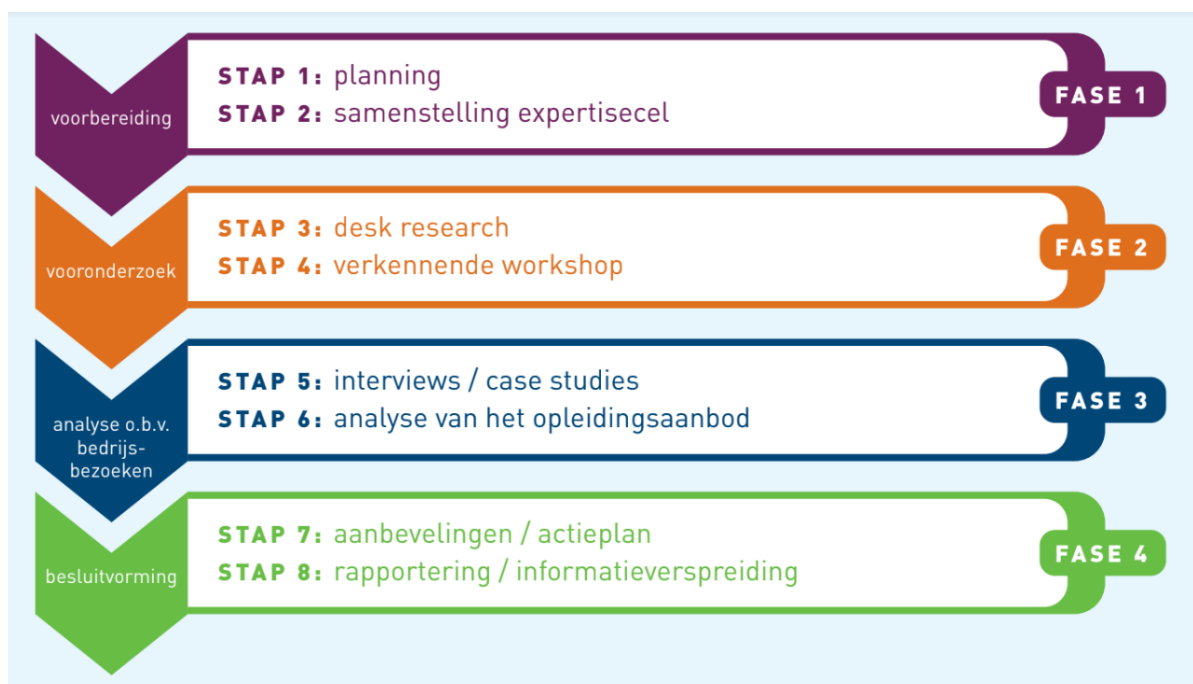 voorbereiding
STAP 1: planning
STAP 2: samenstelling expertisecel
FASE 1
vooronderzoek
STAP 3: desk research
STAP 4: verkennende workshop
FASE 2
analyse o.b.v.
bedrijs-
bezoeken
STAP 5: interviews / case studies
STAP 6: analyse van het opleidingsaanbod
FASE 3
besluitvorming
STAP 7: aanbevelingen / actieplan
STAP 8: rapportering / informatieverspreiding
FASE 4